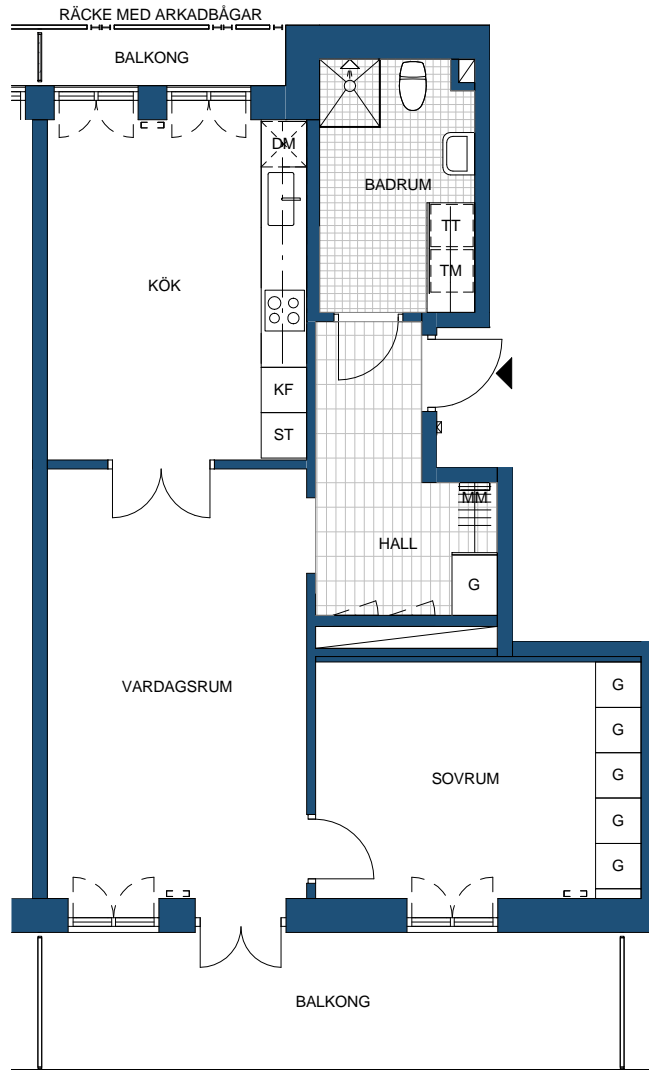 RÄCKE MED ARKADBÅGAR
BALKONG
DM
BADRUM
TT
TM
KÖK
KF
ST
MM
HALL
G
VARDAGSRUM
G
G
SOVRUM
G
G
G
BALKONG